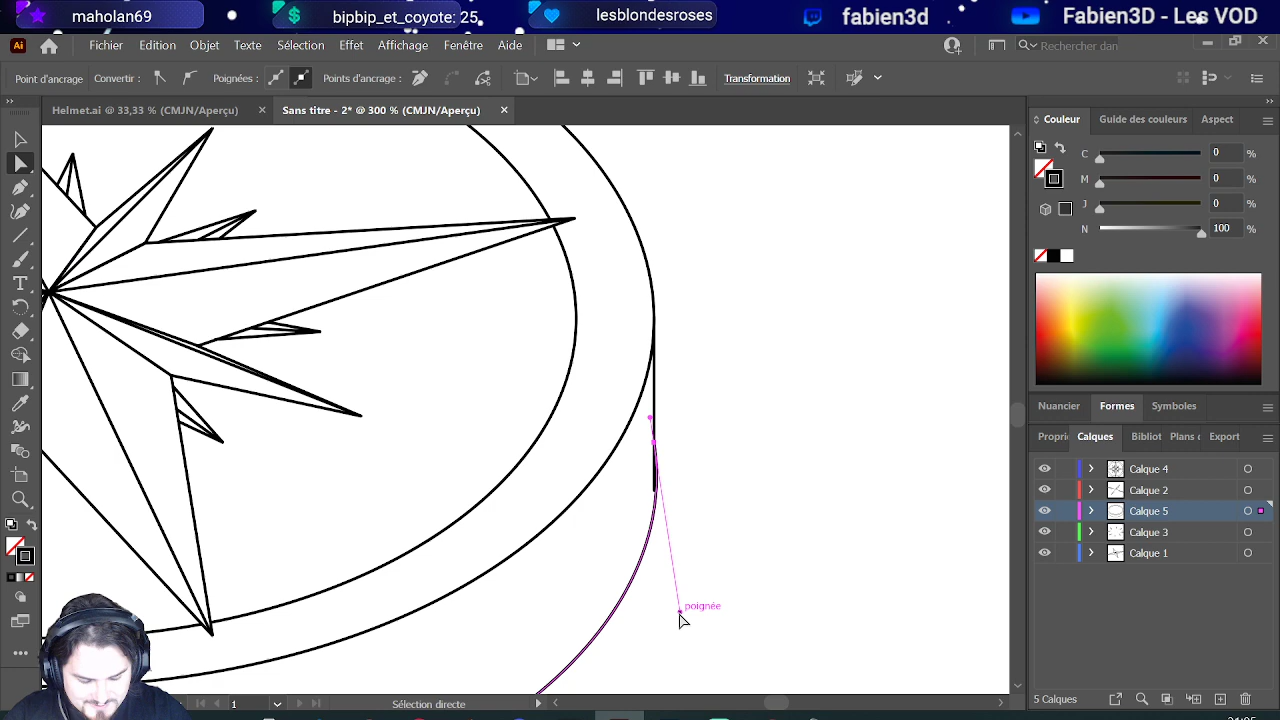 maholan69
bipbip_et_coyote: 25
lesblondesroses
fabien3d
Fabien3D - Les VOD
Ai
Fichier Edition Objet Texte Sélection Effet Affichage Fenêtre Aide
Rechercher dan
Point d'ancrage Convertir : Poignées : Points d'ancrage : Transformation
Helmet.ai @ 33,33 % (CMJN/Aperçu) × Sans titre - 2* @ 300 % (CMJN/Aperçu) ×
Couleur Guide des couleurs Aspect
C 0 %
M 0 %
J 0 %
N 100 %
Nuancier Formes Symboles
Proprié Calques Bibliot Plans c Export
Calque 4
Calque 2
Calque 5
Calque 3
Calque 1
poignée
1 Sélection directe
5 Calques